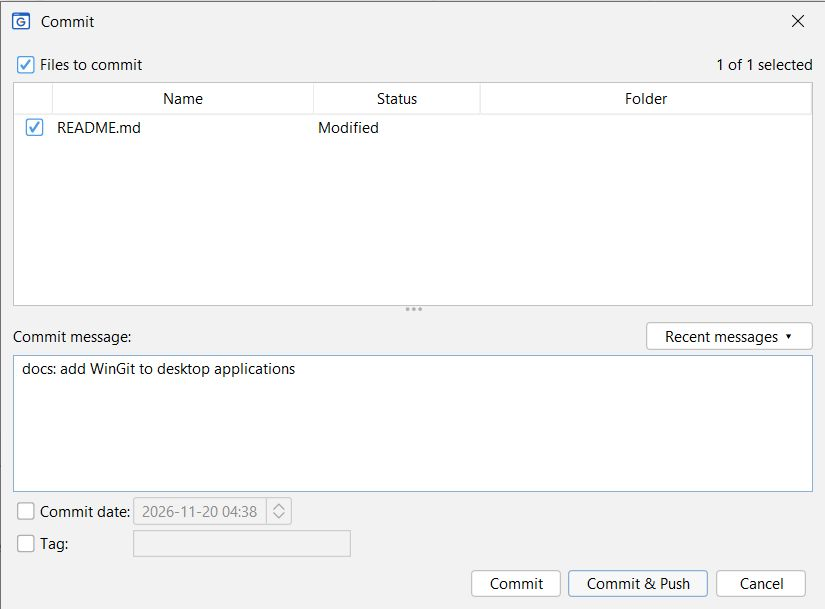 Commit
Files to commit 1 of 1 selected
Name Status Folder
README.md Modified
Commit message: Recent messages
docs: add WinGit to desktop applications
Commit date: 2026-11-20 04:38
Tag:
Commit Commit & Push Cancel